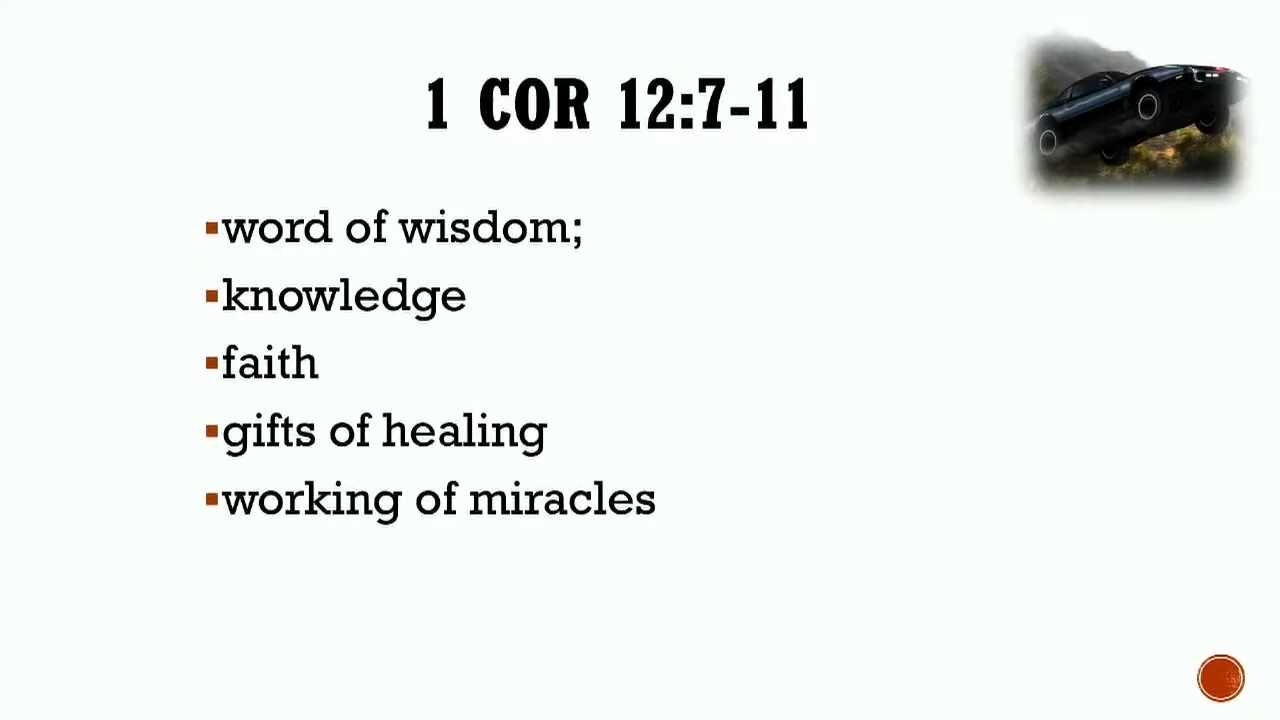 1 COR 12:7-11
▪word of wisdom;
▪knowledge
▪faith
▪gifts of healing
▪working of miracles